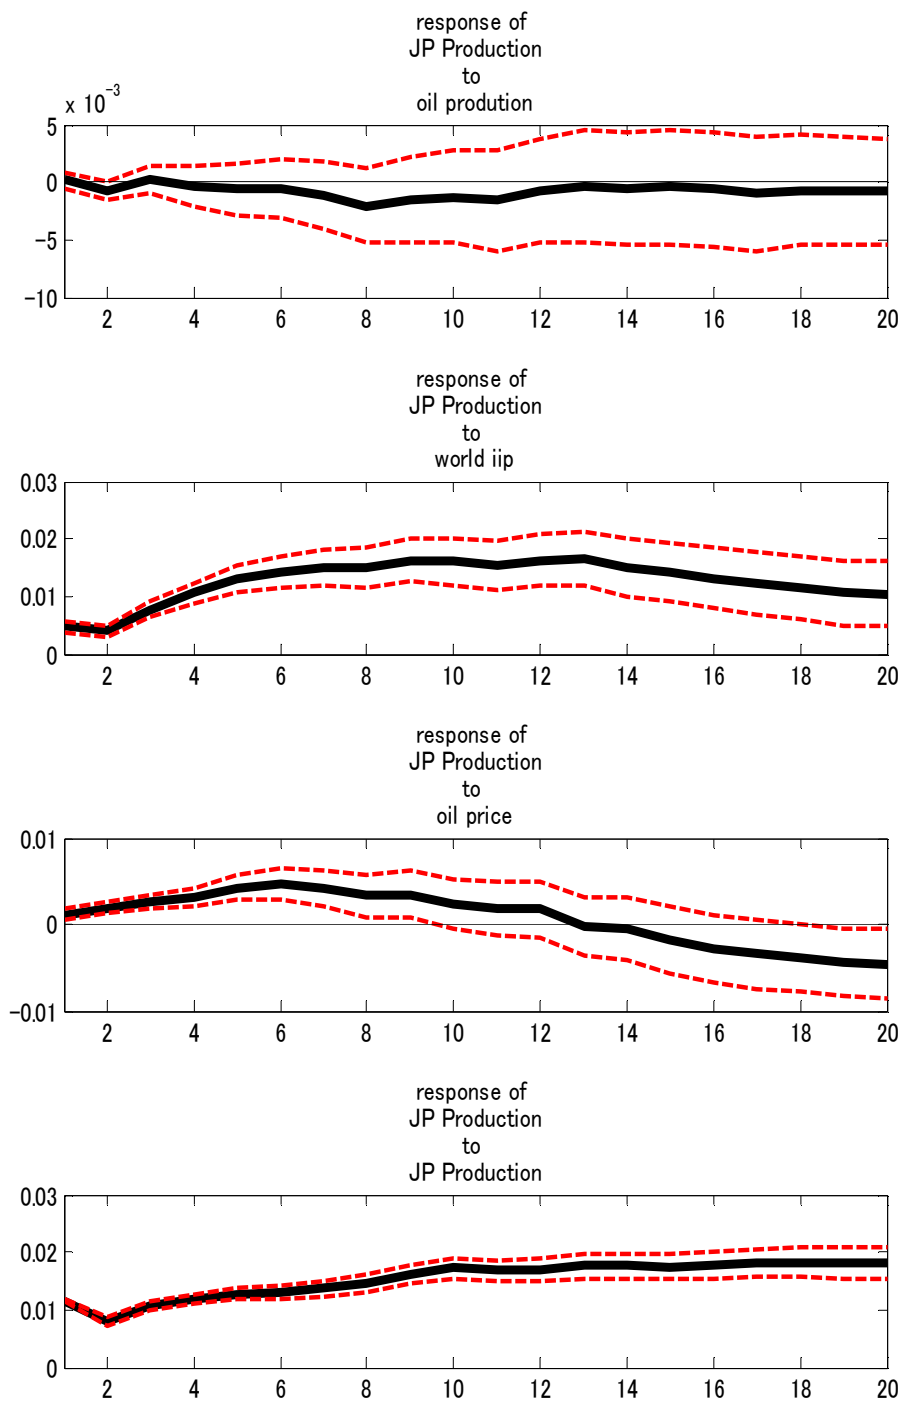 response of
JP Production
to
oil prodution
x 10^-3
5
0
-5
-10
2 4 6 8 10 12 14 16 18 20
response of
JP Production
to
world iip
0.03
0.02
0.01
0
2 4 6 8 10 12 14 16 18 20
response of
JP Production
to
oil price
0.01
0
-0.01
2 4 6 8 10 12 14 16 18 20
response of
JP Production
to
JP Production
0.03
0.02
0.01
0
2 4 6 8 10 12 14 16 18 20